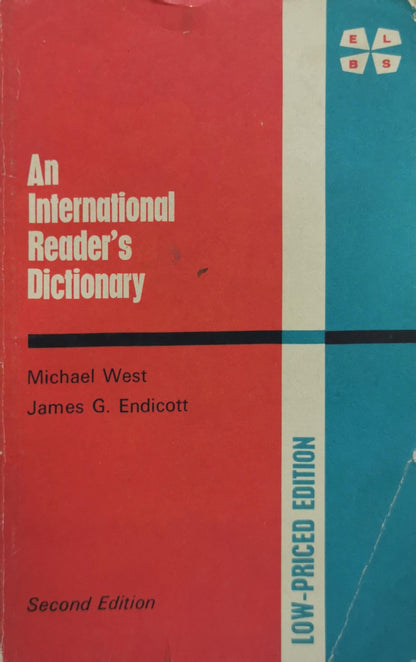 E L
B S
An
International
Reader's
Dictionary
Michael West
James G. Endicott
LOW-PRICED EDITION
Second Edition